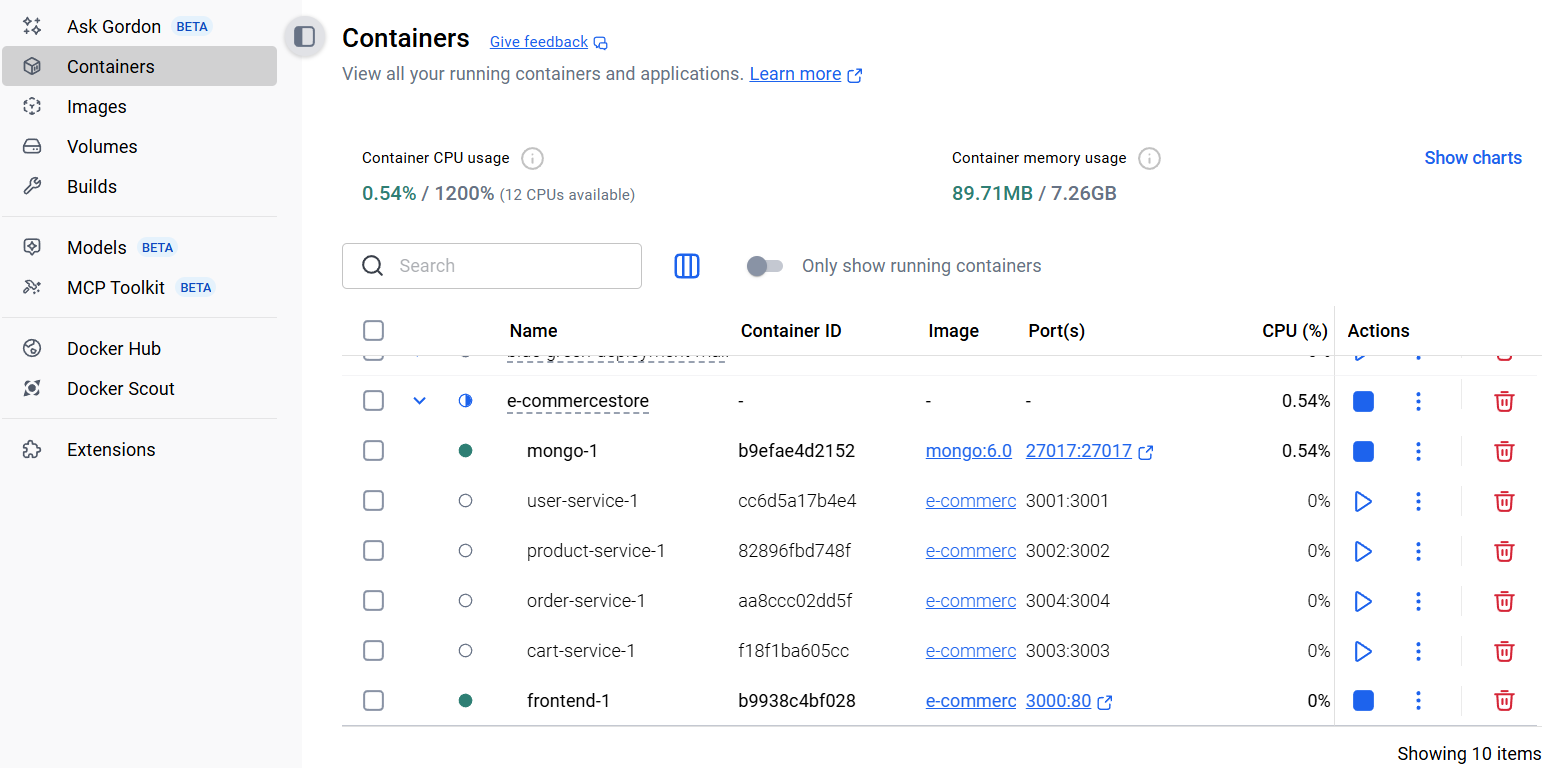 Ask Gordon BETA
Containers
Images
Volumes
Builds
Models BETA
MCP Toolkit BETA
Docker Hub
Docker Scout
Extensions
Containers Give feedback
View all your running containers and applications. Learn more
Container CPU usage
0.54% / 1200% (12 CPUs available)
Container memory usage
89.71MB / 7.26GB
Show charts
Search
Only show running containers
Name Container ID Image Port(s) CPU (%) Actions
e-commercestore - - - 0.54%
mongo-1 b9efae4d2152 mongo:6.0 27017:27017 0.54%
user-service-1 cc6d5a17b4e4 e-commerc 3001:3001 0%
product-service-1 82896fbd748f e-commerc 3002:3002 0%
order-service-1 aa8ccc02dd5f e-commerc 3004:3004 0%
cart-service-1 f18f1ba605cc e-commerc 3003:3003 0%
frontend-1 b9938c4bf028 e-commerc 3000:80 0%
Showing 10 items